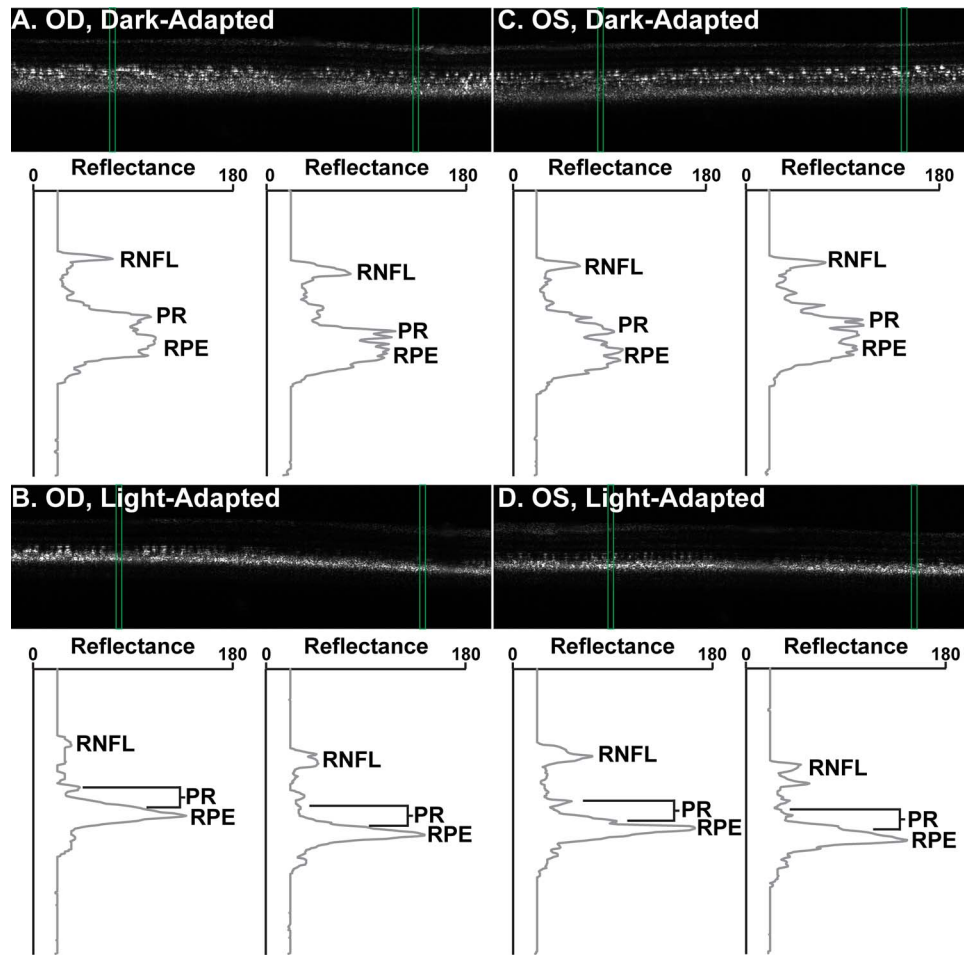 A. OD, Dark-Adapted
C. OS, Dark-Adapted
0 Reflectance 180
0 Reflectance 180
0 Reflectance 180
0 Reflectance 180
RNFL
PR
RPE
RNFL
PR
RPE
RNFL
PR
RPE
RNFL
PR
RPE
B. OD, Light-Adapted
D. OS, Light-Adapted
0 Reflectance 180
0 Reflectance 180
0 Reflectance 180
0 Reflectance 180
RNFL
PR
RPE
RNFL
PR
RPE
RNFL
PR
RPE
RNFL
PR
RPE